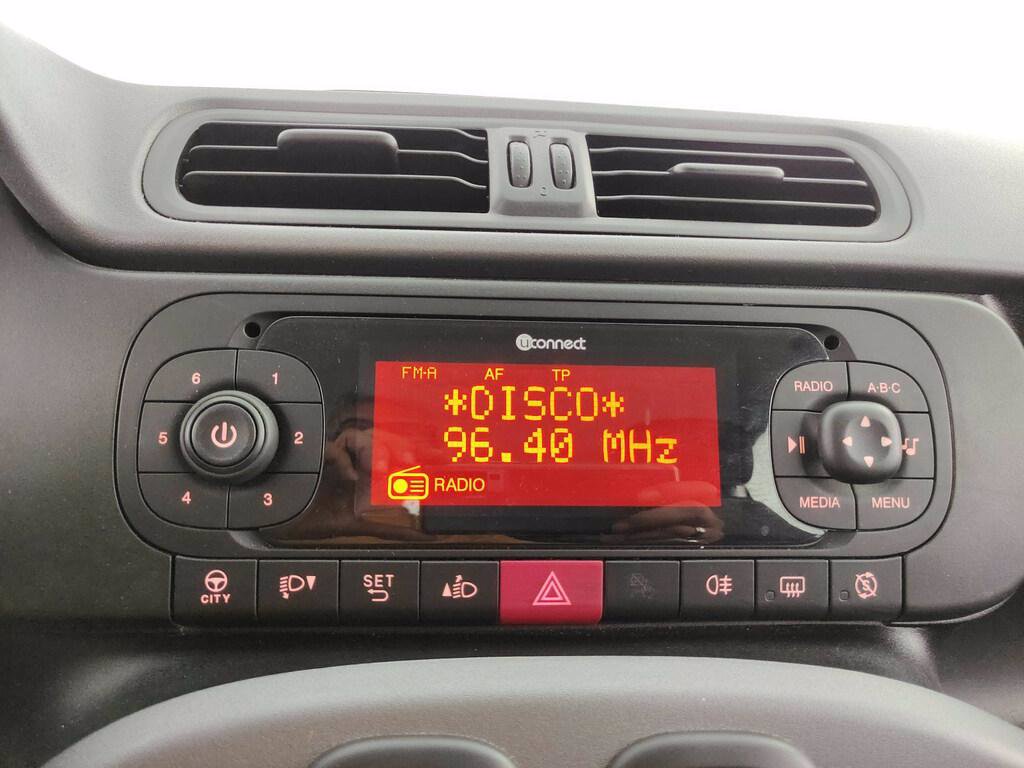 uconnect
FM-A AF TP
*DISCO*
96.40 MHz
RADIO
6 1
5 2
4 3
RADIO A·B·C
MEDIA MENU
CITY
SET